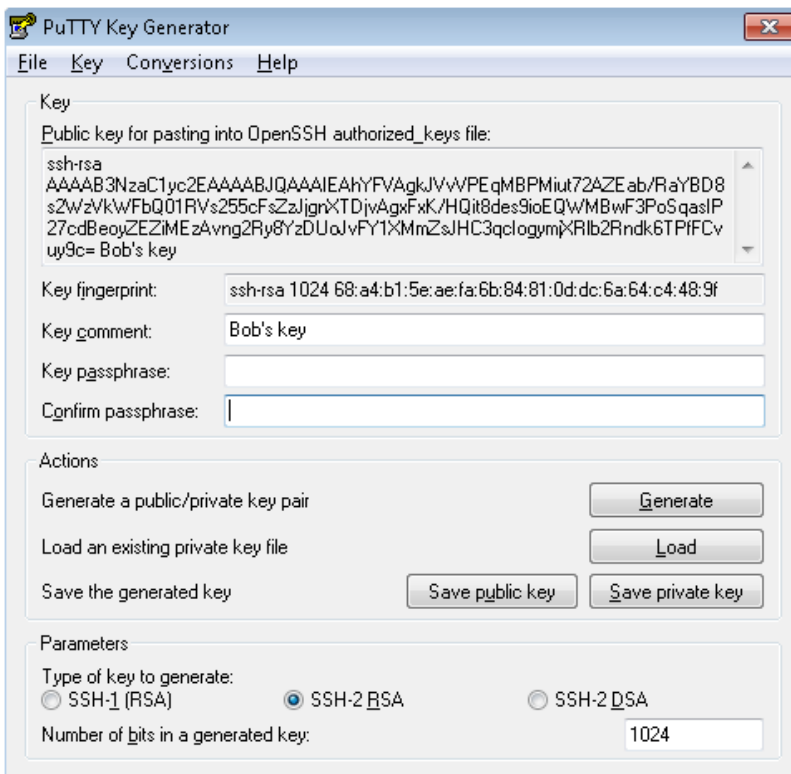 PuTTY Key Generator
File Key Conversions Help
Key
Public key for pasting into OpenSSH authorized_keys file:
ssh-rsa
AAAAB3NzaC1yc2EAAAABJQAAAIEAhYFVAgkJVvVPEqMBPMiut72AZEab/RaYBD8
s2WzVkWFbQ01RVs255cFsZzJjgnXTDjvAgxFxK/HQit8des9ioEQWMBwF3PoSqasIP
27cdBeoyZEZiMEzAvng2Ry8YzDUoJvFY1XMmZsJHC3qcIogymjXRlb2Rndk6TPfFCv
uy9c= Bob's key
Key fingerprint: ssh-rsa 1024 68:a4:b1:5e:ae:fa:6b:84:81:0d:dc:6a:64:c4:48:9f
Key comment: Bob's key
Key passphrase:
Confirm passphrase:
Actions
Generate a public/private key pair Generate
Load an existing private key file Load
Save the generated key Save public key Save private key
Parameters
Type of key to generate:
SSH-1 (RSA) SSH-2 RSA SSH-2 DSA
Number of bits in a generated key: 1024